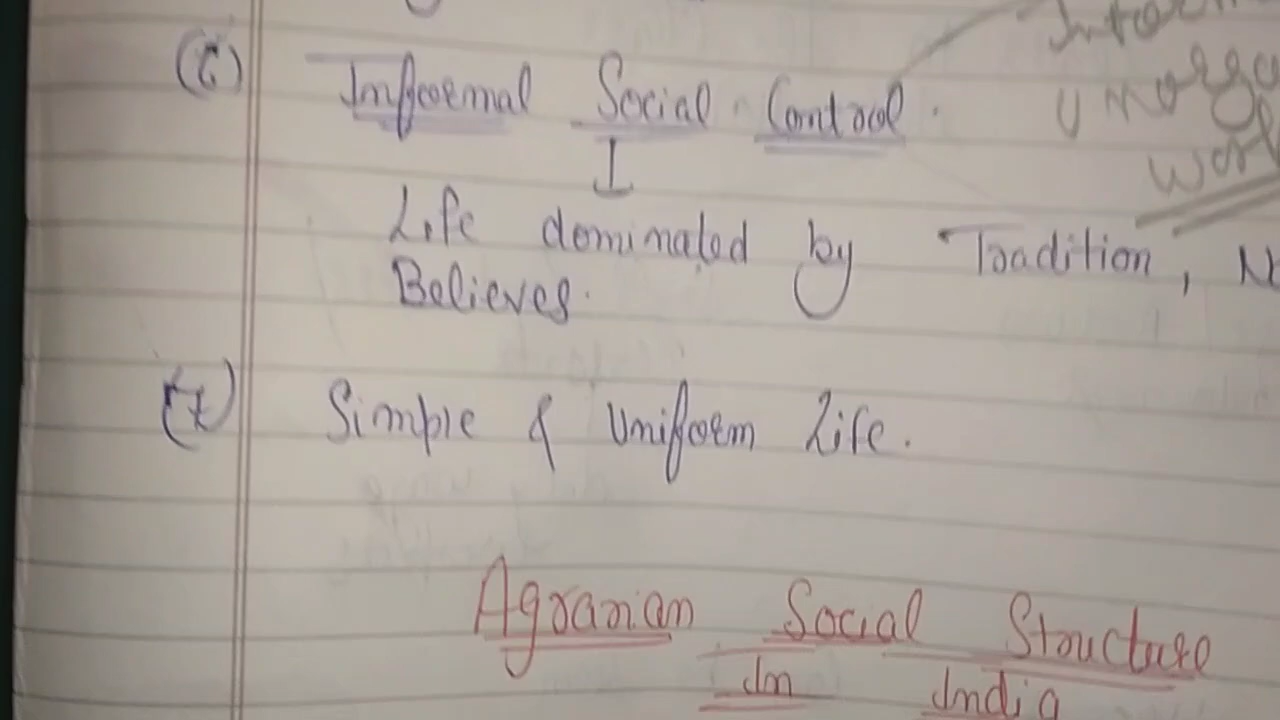 (6) Informal Social Control.
Life dominated by Tradition,
Believes.
(7) Simple & Uniform Life.
Agrarian Social Structure
In India